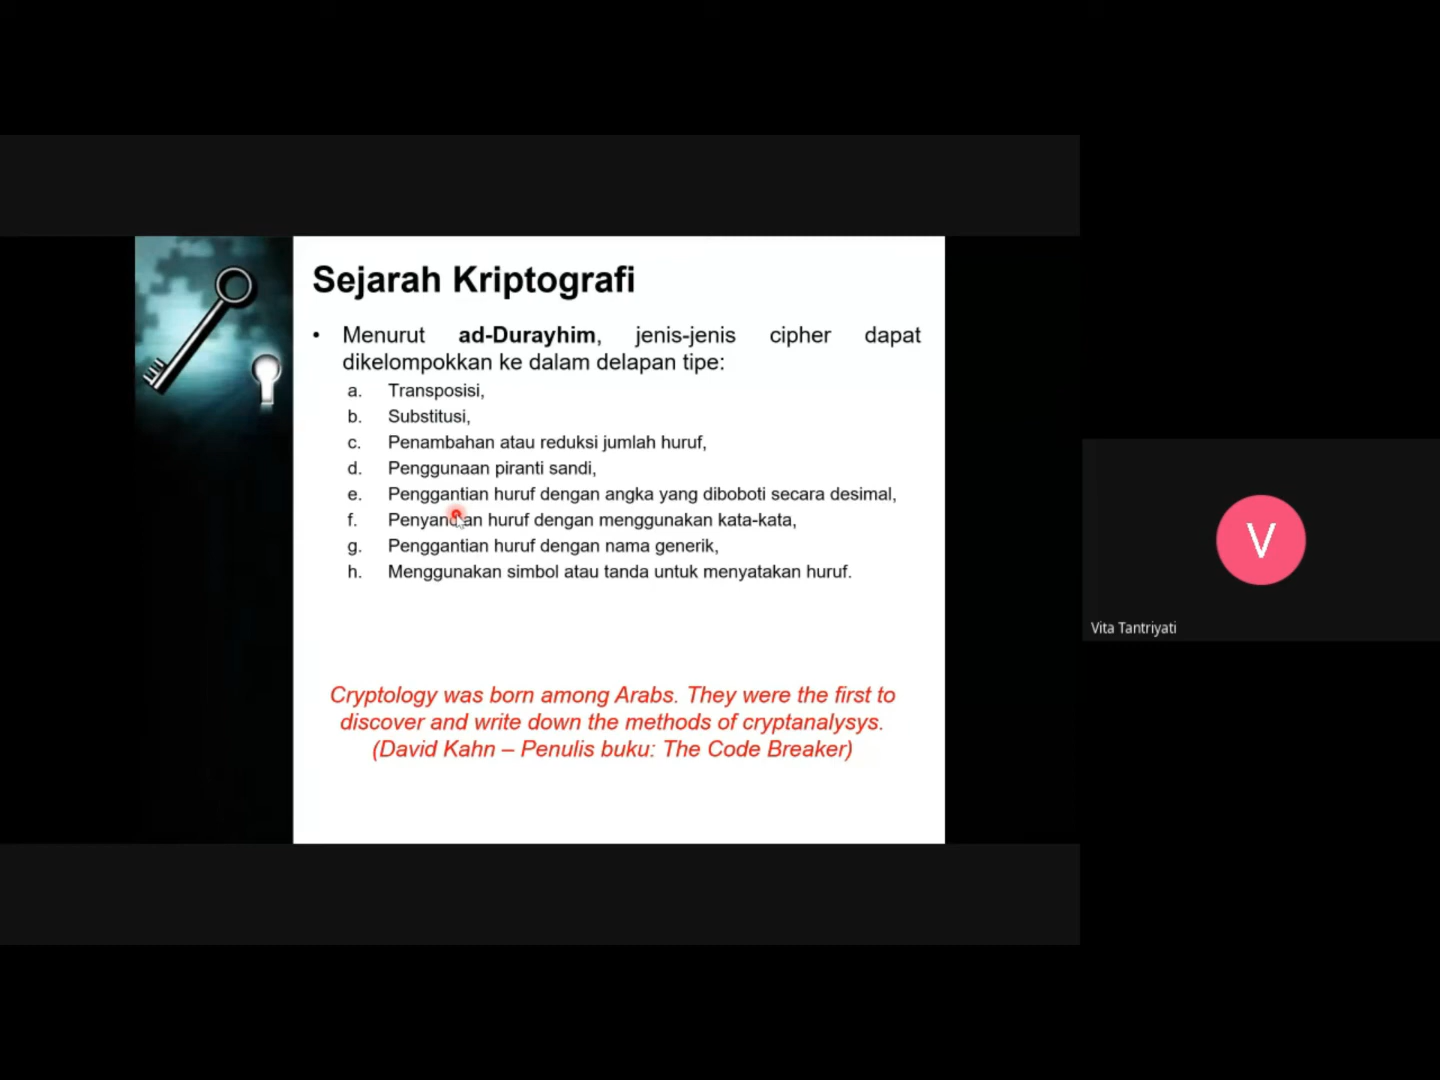 Sejarah Kriptografi
• Menurut ad-Durayhim, jenis-jenis cipher dapat
dikelompokkan ke dalam delapan tipe:
a. Transposisi,
b. Substitusi,
c. Penambahan atau reduksi jumlah huruf,
d. Penggunaan piranti sandi,
e. Penggantian huruf dengan angka yang diboboti secara desimal,
f. Penyandian huruf dengan menggunakan kata-kata,
g. Penggantian huruf dengan nama generik,
h. Menggunakan simbol atau tanda untuk menyatakan huruf.
Cryptology was born among Arabs. They were the first to
discover and write down the methods of cryptanalysys.
(David Kahn – Penulis buku: The Code Breaker)
V
Vita Tantriyati